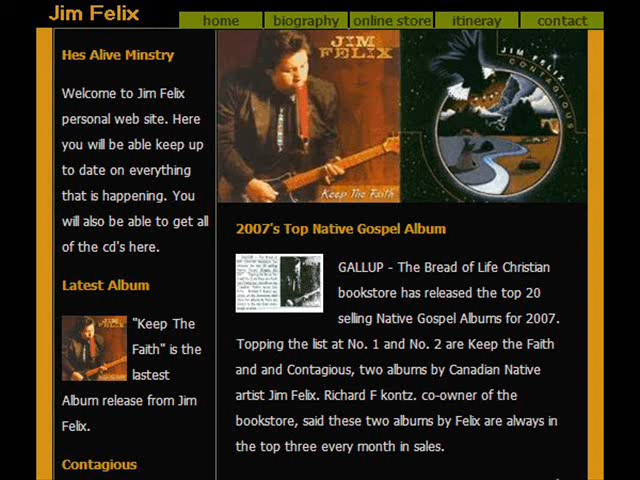 Jim Felix
home
biography
online store
itineray
contact
Hes Alive Minstry
Welcome to Jim Felix
personal web site. Here
you will be able keep up
to date on everything
that is happening. You
will also be able to get all
of the cd's here.
Latest Album
"Keep The
Faith" is the
lastest
Album release from Jim
Felix.
Contagious
JIM
FELIX
Keep The Faith
JIM FELIX
CONTAGIOUS
2007's Top Native Gospel Album
GALLUP - The Bread of Life Christian
bookstore has released the top 20
selling Native Gospel Albums for 2007.
Topping the list at No. 1 and No. 2 are Keep the Faith
and and Contagious, two albums by Canadian Native
artist Jim Felix. Richard F kontz. co-owner of the
bookstore, said these two albums by Felix are always in
the top three every month in sales.